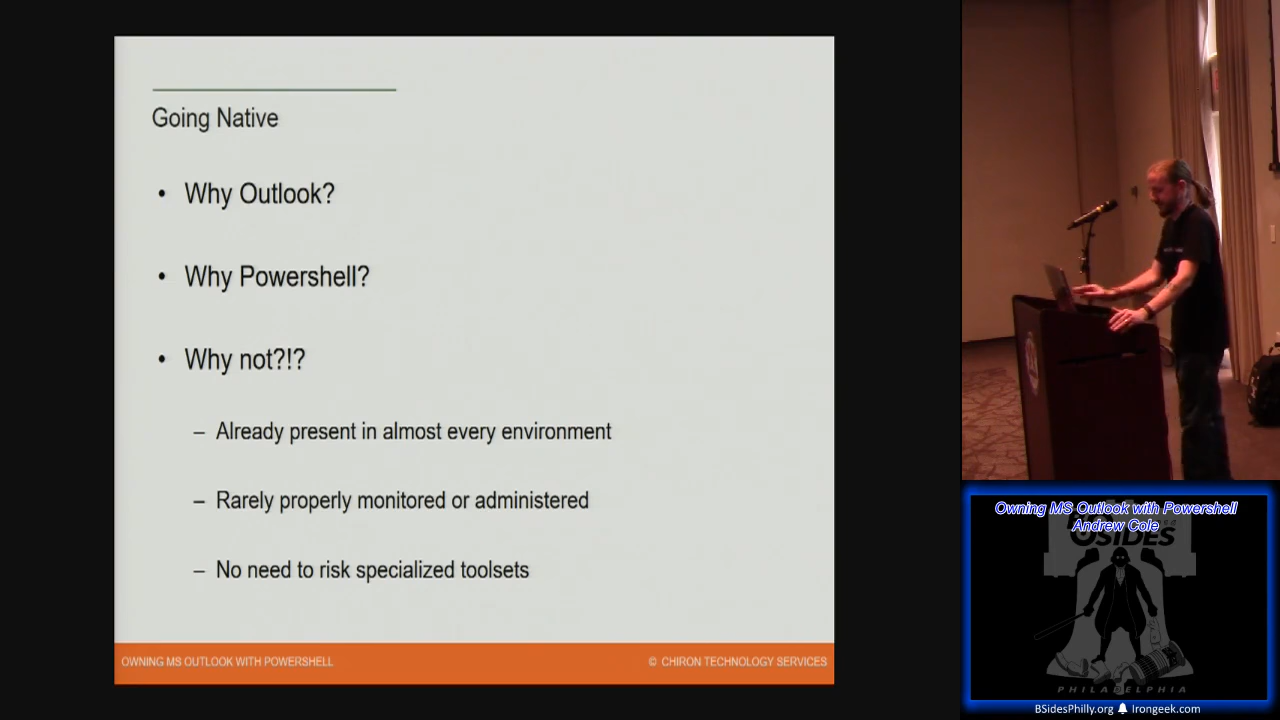 Going Native
• Why Outlook?
• Why Powershell?
• Why not?!?
– Already present in almost every environment
– Rarely properly monitored or administered
– No need to risk specialized toolsets
OWNING MS OUTLOOK WITH POWERSHELL
© CHIRON TECHNOLOGY SERVICES
Owning MS Outlook with Powershell
Andrew Cole
SIDES
PHILADELPHIA
BSidesPhilly.org Irongeek.com